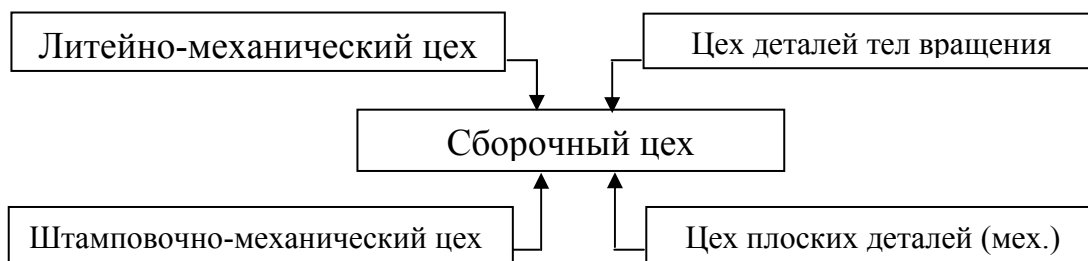 Литейно-механический цех
Цех деталей тел вращения
Сборочный цех
Штамповочно-механический цех
Цех плоских деталей (мех.)